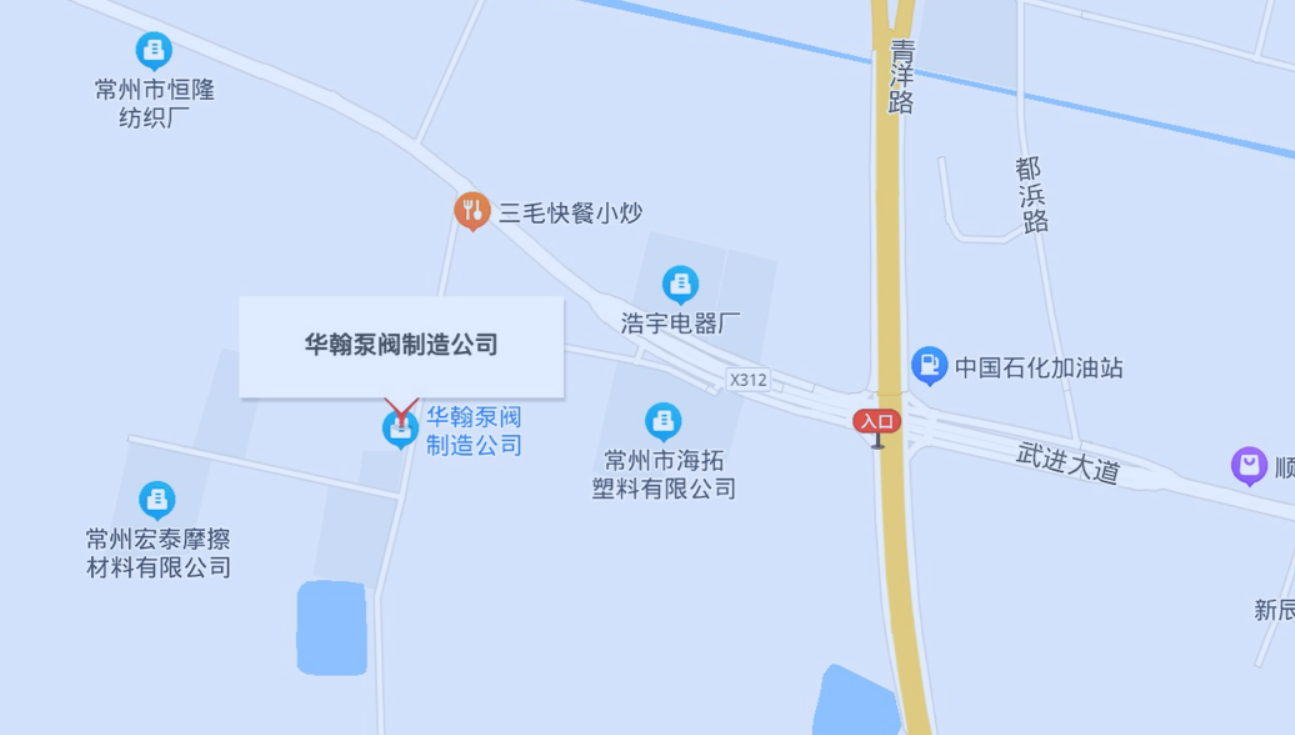 青洋路
常州市恒隆
纺织厂
都浜路
三毛快餐小炒
浩宇电器厂
华翰泵阀制造公司
中国石化加油站
X312
华翰泵阀
制造公司
入口
常州市海拓
塑料有限公司
武进大道
顺
常州宏泰摩擦
材料有限公司
新辰